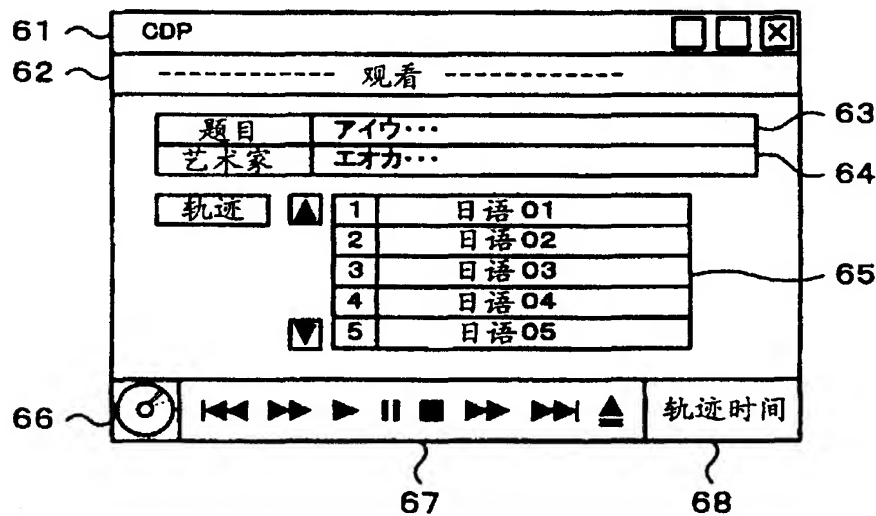 61 CDP
62 ------------ 观看 ------------
题目 アイウ··· 63
艺术家 エオカ··· 64
轨迹 1 日语01
2 日语02
3 日语03 65
4 日语04
5 日语05
66 轨迹时间
67 68